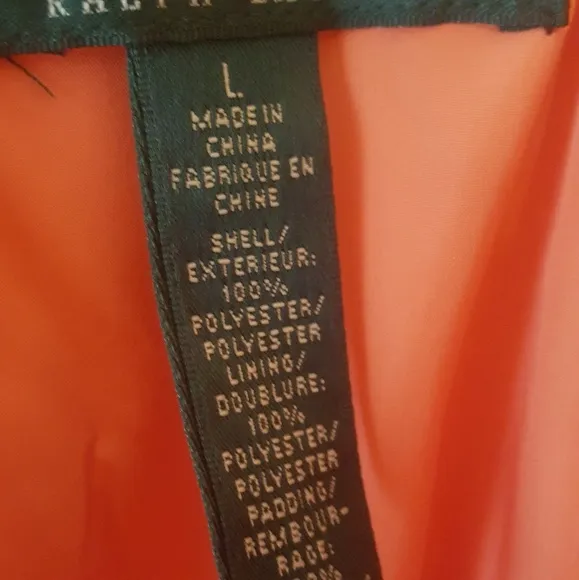 RALPH
L
MADE IN
CHINA
FABRIQUE EN
CHINE
SHELL/
EXTERIEUR:
100%
POLYESTER/
POLYESTER
LINING/
DOUBLURE:
100%
POLYESTER/
POLYESTER
PADDING/
REMBOUR-
RAGE: